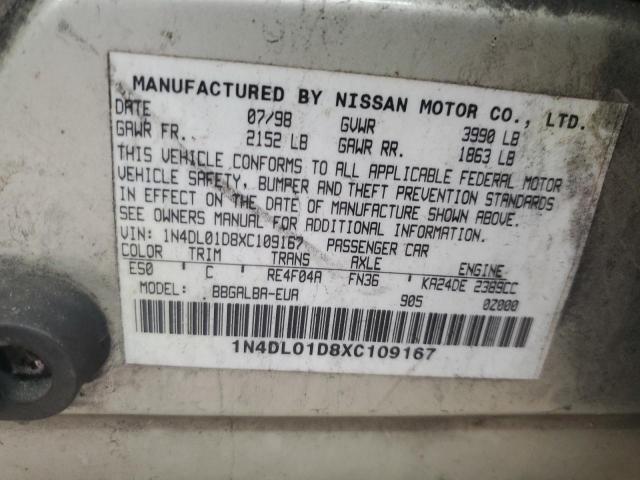 MANUFACTURED BY NISSAN MOTOR CO., LTD.
DATE 07/98 GVWR 3990 LB
GAWR FR. 2152 LB GAWR RR. 1863 LB
THIS VEHICLE CONFORMS TO ALL APPLICABLE FEDERAL MOTOR
VEHICLE SAFETY, BUMPER AND THEFT PREVENTION STANDARDS
IN EFFECT ON THE DATE OF MANUFACTURE SHOWN ABOVE.
SEE OWNERS MANUAL FOR ADDITIONAL INFORMATION.
VIN: 1N4DL01D8XC109167 PASSENGER CAR
COLOR TRIM TRANS AXLE ENGINE
ES0 C RE4F04A FN36 KA24DE 2389CC
MODEL: BBGALBA-EUA 905 0Z000
1N4DL01D8XC109167